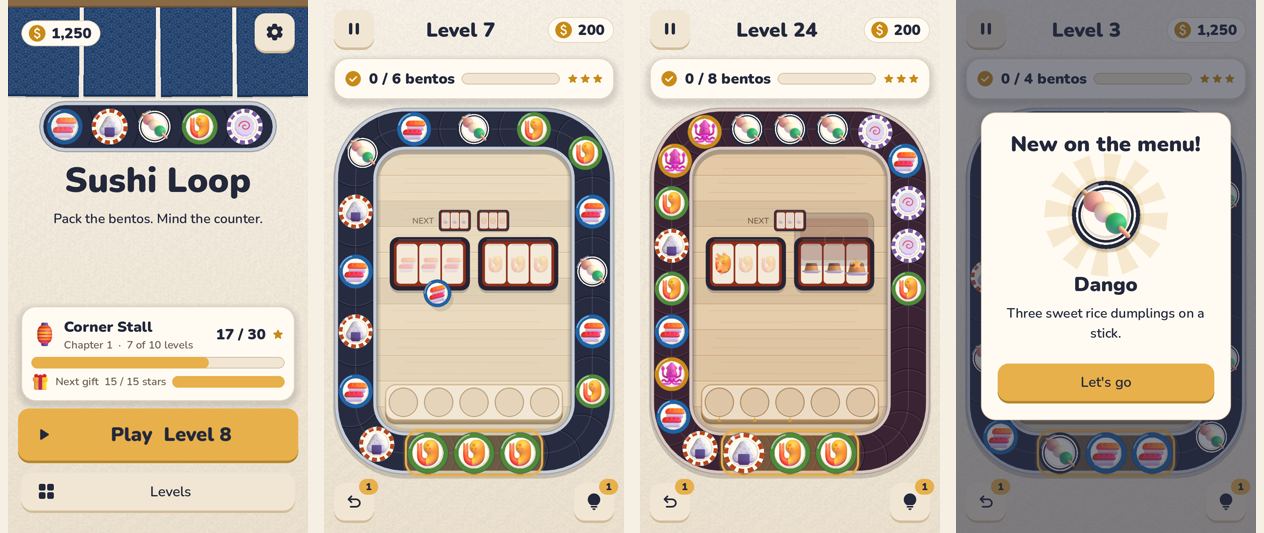 $ 1,250
Sushi Loop
Pack the bentos. Mind the counter.
Corner Stall
Chapter 1 · 7 of 10 levels
17 / 30
Next gift 15 / 15 stars
Play Level 8
Levels
Level 7
$ 200
0 / 6 bentos
NEXT
1
1
Level 24
$ 200
0 / 8 bentos
NEXT
1
1
Level 3
$ 1,250
0 / 4 bentos
New on the menu!
Dango
Three sweet rice dumplings on a
stick.
Let's go
1
1